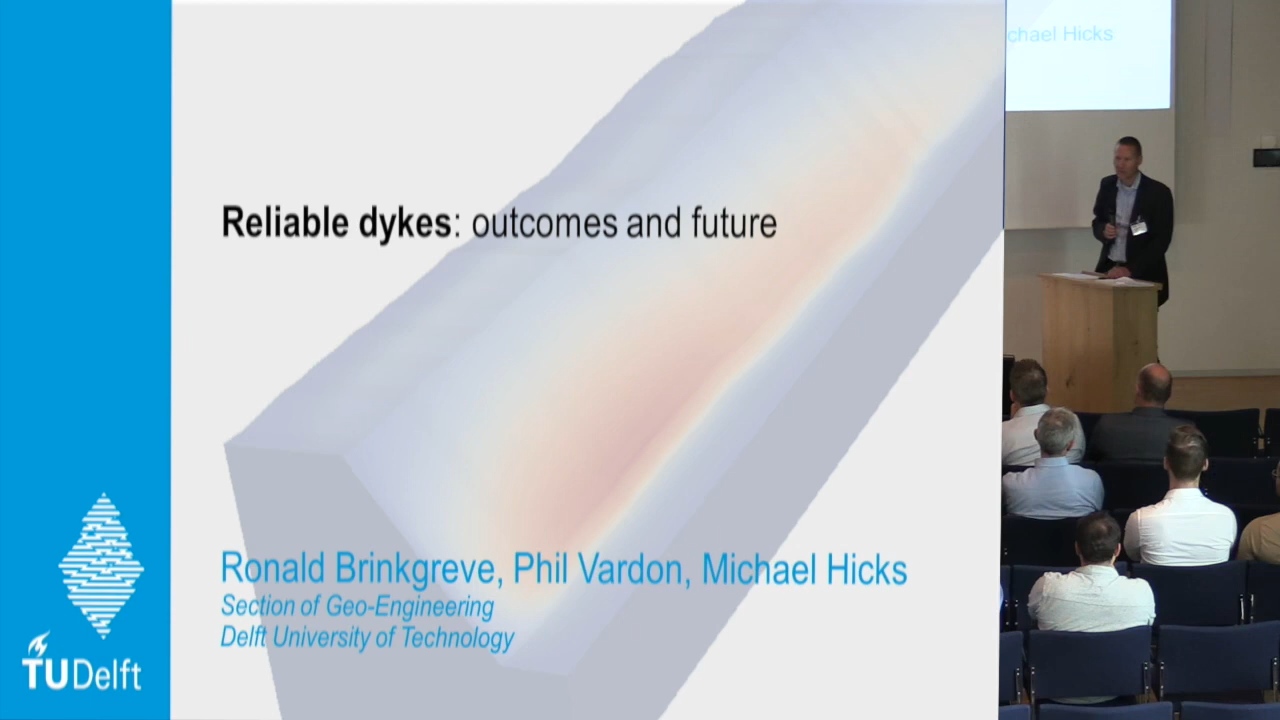 Reliable dykes: outcomes and future
Ronald Brinkgreve, Phil Vardon, Michael Hicks
Section of Geo-Engineering
Delft University of Technology
TUDelft
chael Hicks